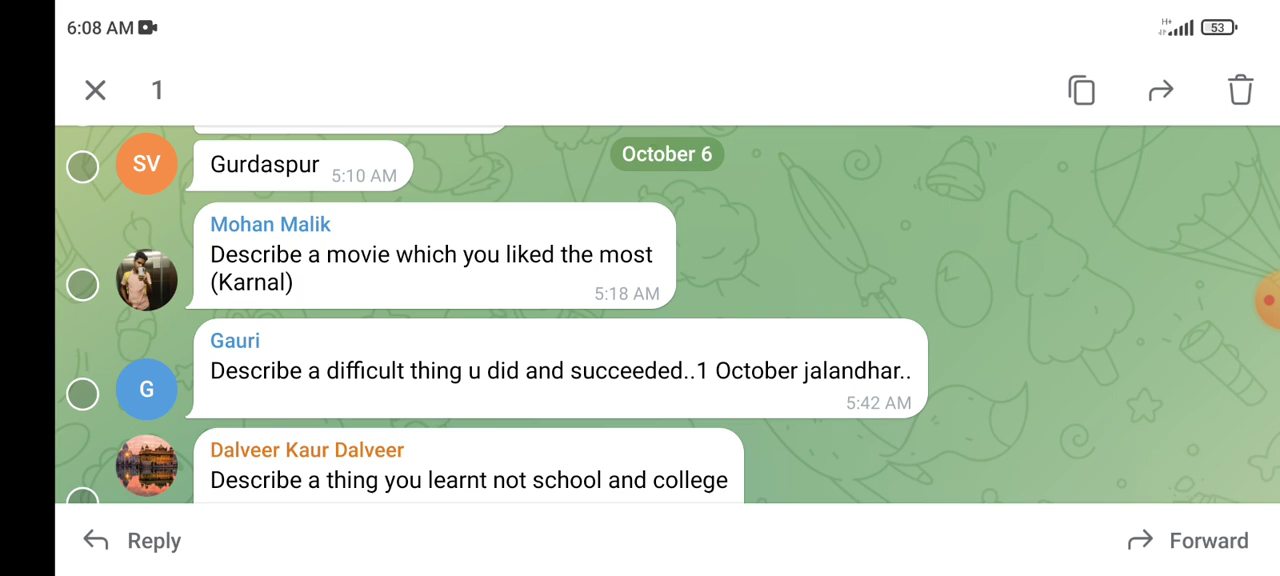 6:08 AM
H+
53
1
October 6
SV
Gurdaspur 5:10 AM
Mohan Malik
Describe a movie which you liked the most
(Karnal)
5:18 AM
Gauri
Describe a difficult thing u did and succeeded..1 October jalandhar..
G
5:42 AM
Dalveer Kaur Dalveer
Describe a thing you learnt not school and college
Reply
Forward